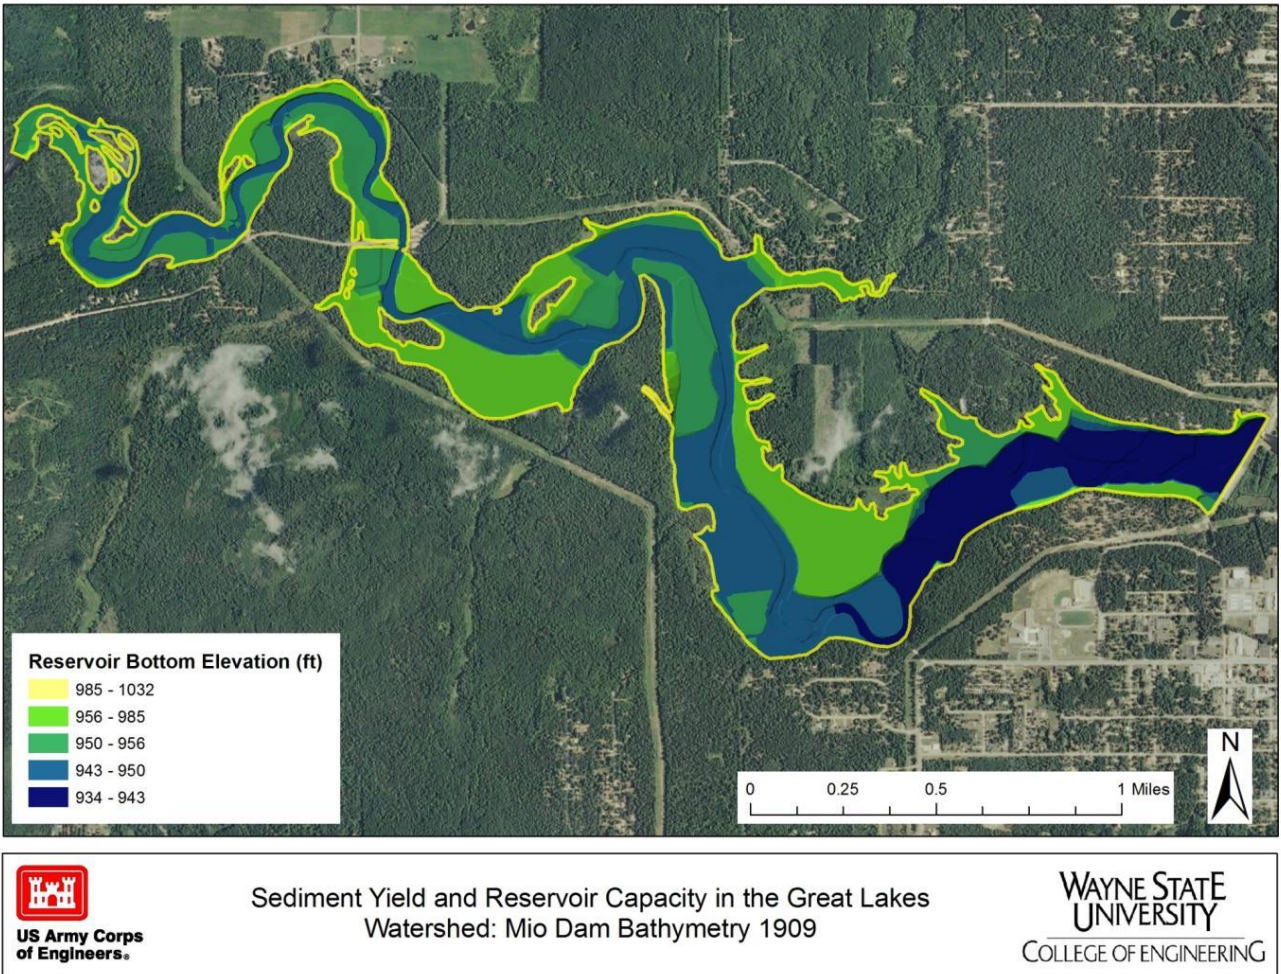 Reservoir Bottom Elevation (ft)
985 - 1032
956 - 985
950 - 956
943 - 950
934 - 943
N
0 0.25 0.5 1 Miles
US Army Corps
of Engineers®
Sediment Yield and Reservoir Capacity in the Great Lakes
Watershed: Mio Dam Bathymetry 1909
WAYNE STATE
UNIVERSITY
COLLEGE OF ENGINEERING